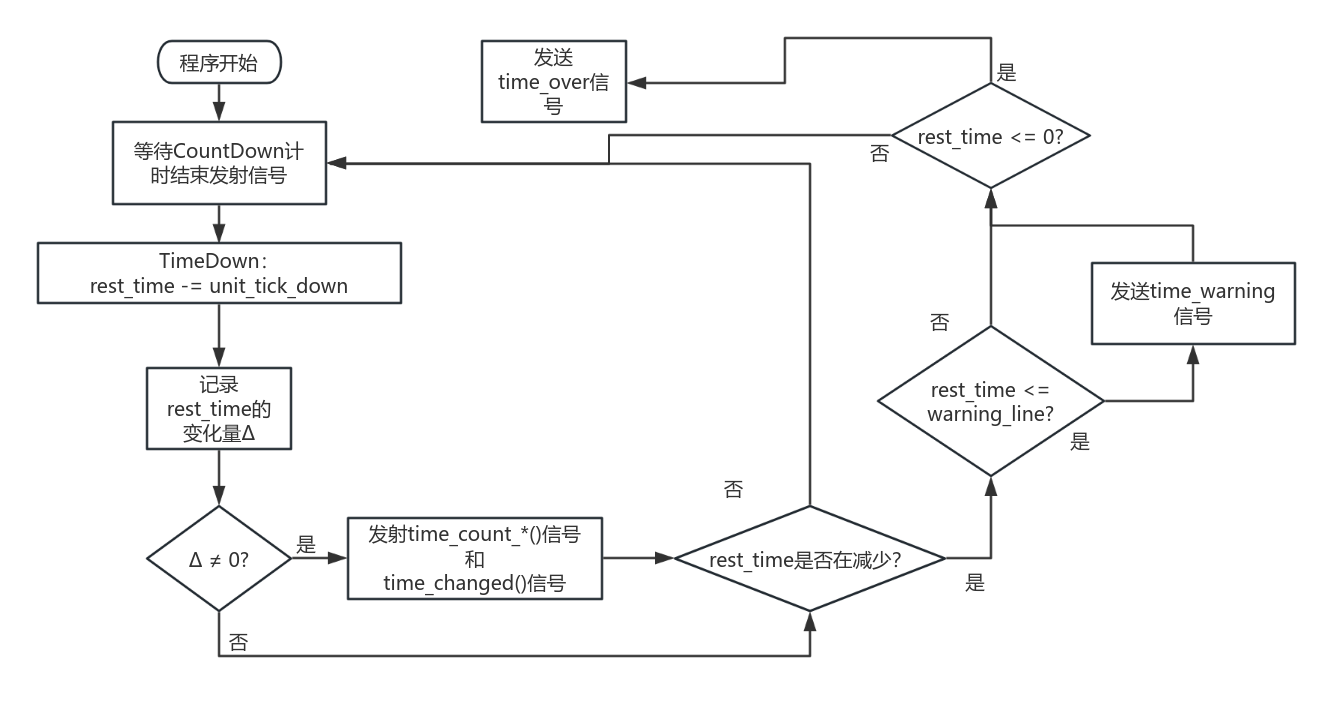 程序开始
等待CountDown计
时结束发射信号
TimeDown：
rest_time -= unit_tick_down
记录
rest_time的
变化量Δ
Δ ≠ 0?
是
否
发射time_count_*()信号
和
time_changed()信号
rest_time是否在减少?
否
是
rest_time <=
warning_line?
否
是
发送time_warning
信号
rest_time <= 0?
否
是
发送
time_over信
号